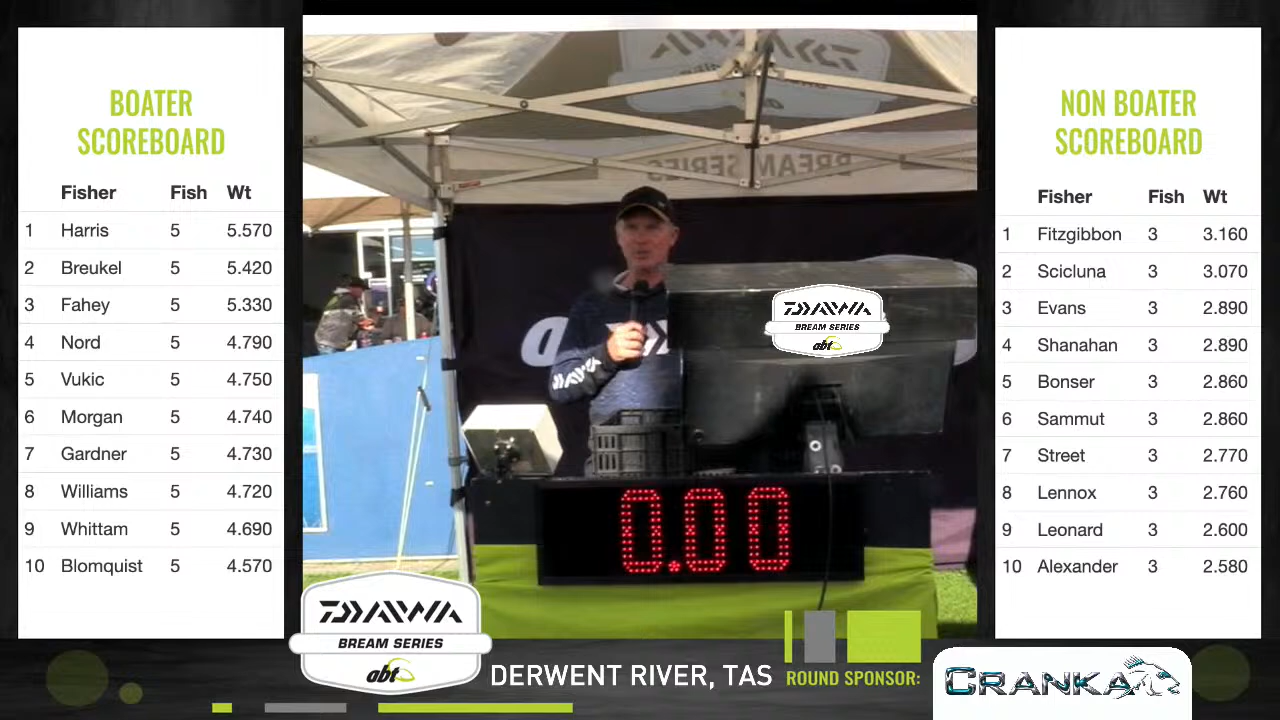 BOATER
SCOREBOARD
Fisher Fish Wt
1 Harris 5 5.570
2 Breukel 5 5.420
3 Fahey 5 5.330
4 Nord 5 4.790
5 Vukic 5 4.750
6 Morgan 5 4.740
7 Gardner 5 4.730
8 Williams 5 4.720
9 Whittam 5 4.690
10 Blomquist 5 4.570
BREAM SERIES
DAIWA
BREAM SERIES
abt
0.00
DAIWA
BREAM SERIES
abt
DERWENT RIVER, TAS
ROUND SPONSOR:
CRANKA
NON BOATER
SCOREBOARD
Fisher Fish Wt
1 Fitzgibbon 3 3.160
2 Scicluna 3 3.070
3 Evans 3 2.890
4 Shanahan 3 2.890
5 Bonser 3 2.860
6 Sammut 3 2.860
7 Street 3 2.770
8 Lennox 3 2.760
9 Leonard 3 2.600
10 Alexander 3 2.580